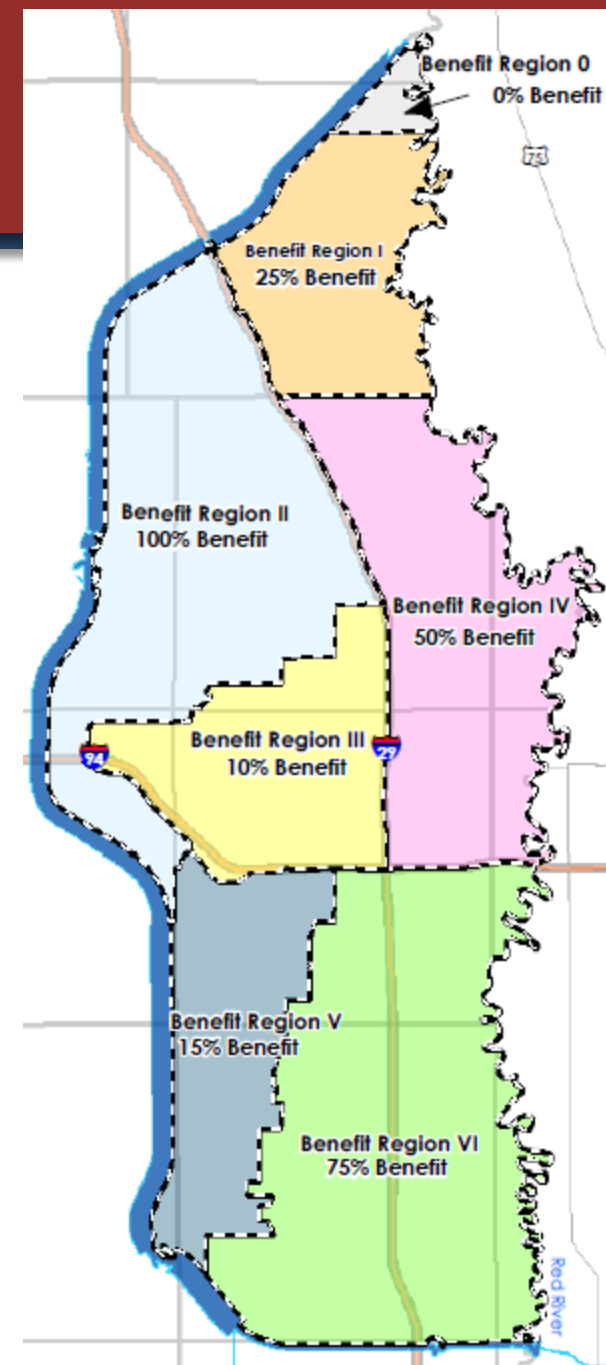 Benefit Region 0
0% Benefit
75
Benefit Region I
25% Benefit
Benefit Region II
100% Benefit
Benefit Region IV
50% Benefit
Benefit Region III
10% Benefit
94
29
Benefit Region V
15% Benefit
Benefit Region VI
75% Benefit
Red River